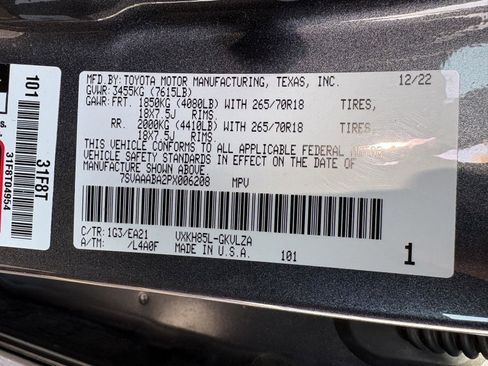 MFD.BY:TOYOTA MOTOR MANUFACTURING, TEXAS, INC. 12/22
GVWR: 3455KG (7615LB)
GAWR: FRT. 1850KG (4080LB) WITH 265/70R18 TIRES,
18X7.5J RIMS.
RR. 2000KG (4410LB) WITH 265/70R18 TIRES,
18X7.5J RIMS.
THIS VEHICLE CONFORMS TO ALL APPLICABLE FEDERAL MOTOR
VEHICLE SAFETY STANDARDS IN EFFECT ON THE DATE OF
MANUFACTURE SHOWN ABOVE.
7SVAAABA2PX006208 MPV
C/TR: 1G3/EA21 VXKH85L-GKVLZA
A/TM: /L4A0F MADE IN U.S.A. 101 1
101 31F8T
31F8T04954